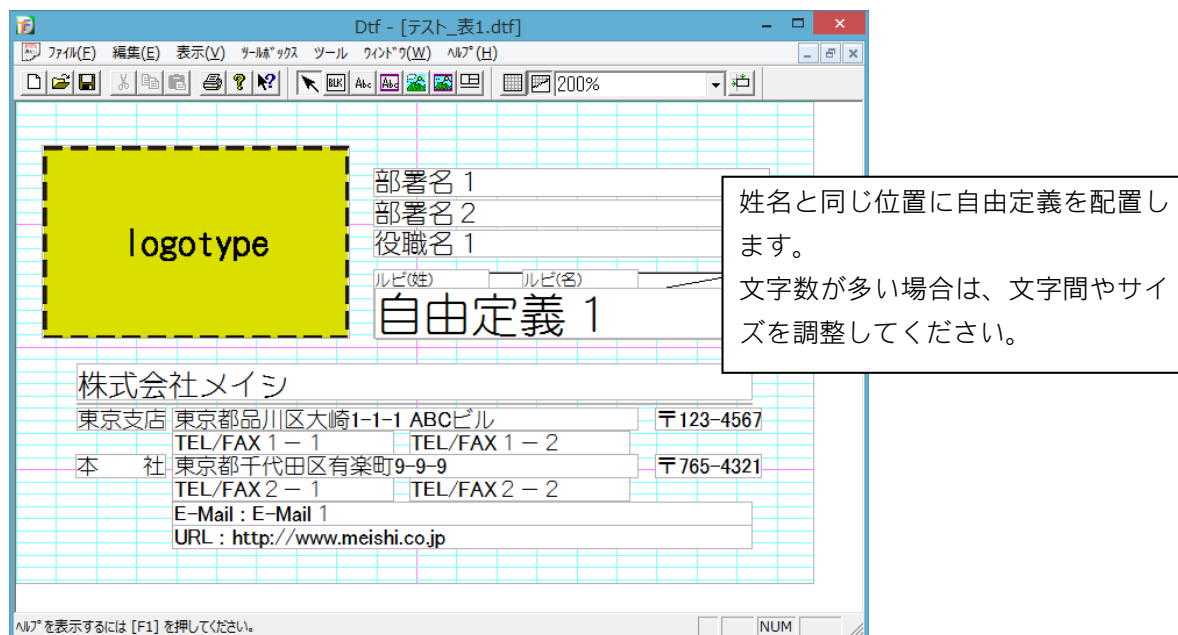 Dtf - [テスト_表1.dtf]
ﾌｧｲﾙ(F) 編集(E) 表示(V) ﾂｰﾙﾎﾞｯｸｽ ツール ｳｨﾝﾄﾞｳ(W) ﾍﾙﾌﾟ(H)
BLK Abc Abc 200%
logotype
部署名１
部署名２
役職名１
ルビ(姓) ルビ(名)
自由定義１
姓名と同じ位置に自由定義を配置し
ます。
文字数が多い場合は、文字間やサイ
ズを調整してください。
株式会社メイシ
東京支店 東京都品川区大崎1-1-1 ABCビル 〒123-4567
TEL/FAX１－１ TEL/FAX１－２
本 社 東京都千代田区有楽町9-9-9 〒765-4321
TEL/FAX２－１ TEL/FAX２－２
E-Mail : E-Mail 1
URL : http://www.meishi.co.jp
ﾍﾙﾌﾟを表示するには [F1] を押してください。 NUM